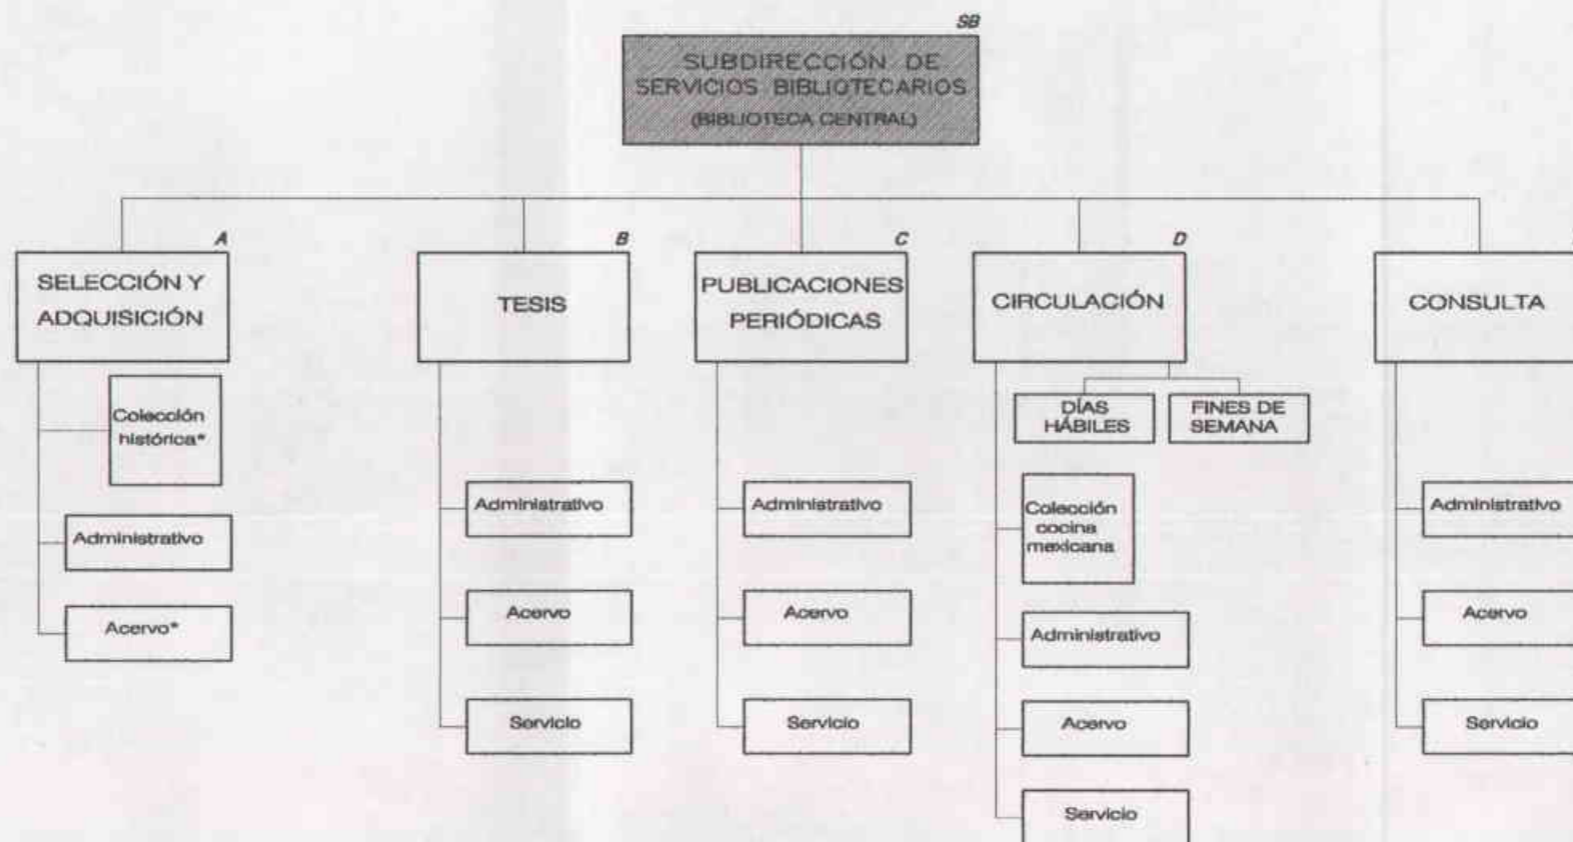 SB
SUBDIRECCIÓN DE
SERVICIOS BIBLIOTECARIOS
(BIBLIOTECA CENTRAL)
A
SELECCIÓN Y
ADQUISICIÓN
Colección
histórica*
Administrativo
Acervo*
B
TESIS
Administrativo
Acervo
Servicio
C
PUBLICACIONES
PERIÓDICAS
Administrativo
Acervo
Servicio
D
CIRCULACIÓN
DÍAS
HÁBILES
FINES DE
SEMANA
Colección
cocina
mexicana
Administrativo
Acervo
Servicio
CONSULTA
Administrativo
Acervo
Servicio